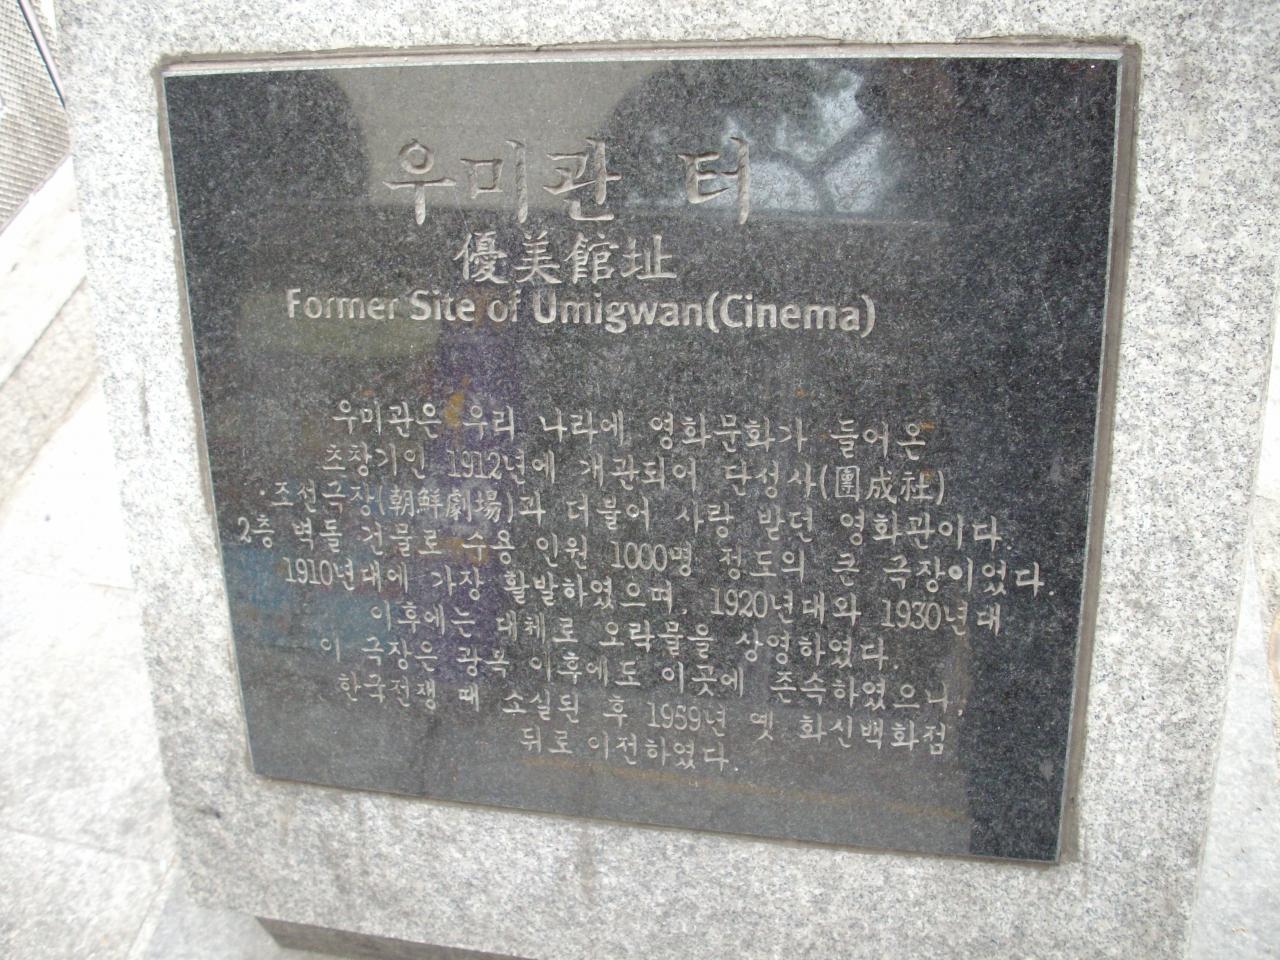 우미관 터
優美館址
Former Site of Umigwan(Cinema)
우미관은 우리 나라에 영화문화가 들어온
초창기인 1912년에 개관되어 단성사(團成社)
·조선극장(朝鮮劇場)과 더불어 사랑 받던 영화관이다.
2층 벽돌 건물로 수용 인원 1000명 정도의 큰 극장이었다.
1910년대에 가장 활발하였으며, 1920년대와 1930년대
이후에는 대체로 오락물을 상영하였다.
이 극장은 광복 이후에도 이곳에 존속하였으나,
한국전쟁 때 소실된 후 1959년 옛 화신백화점
뒤로 이전하였다.